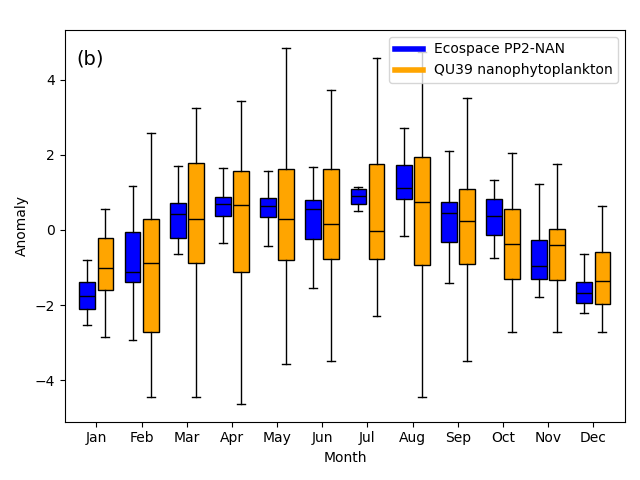 (b)
Ecospace PP2-NAN
QU39 nanophytoplankton
4
2
0
−2
−4
Anomaly
Jan Feb Mar Apr May Jun Jul Aug Sep Oct Nov Dec
Month